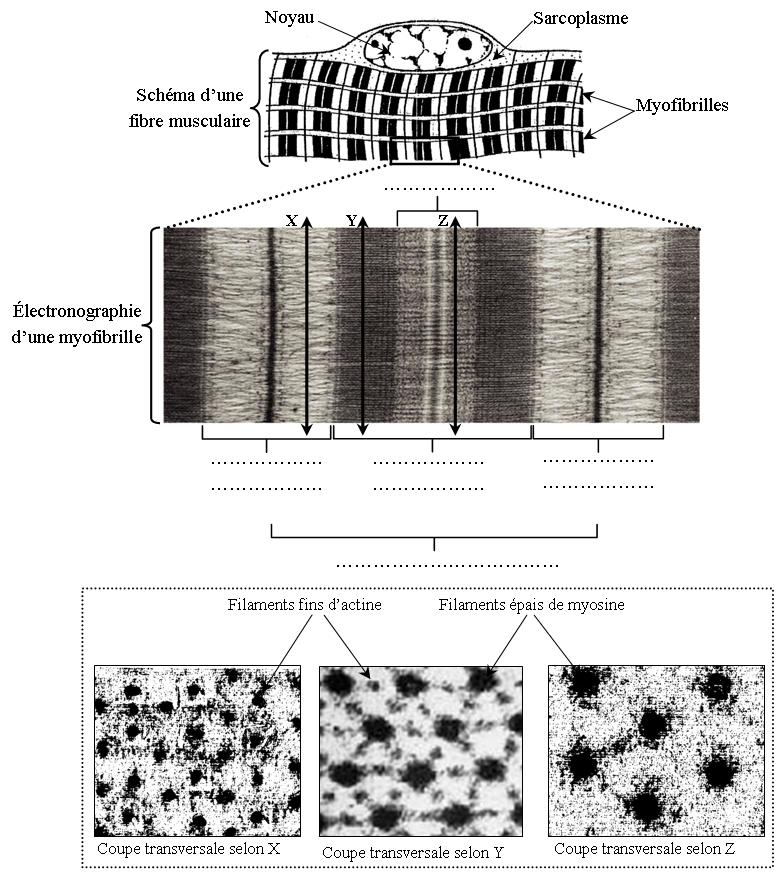 Noyau
Sarcoplasme
Schéma d’une
fibre musculaire
Myofibrilles
........................
X
Y
Z
Électronographie
d’une myofibrille
........................
........................
........................
........................
........................
........................
................................................
Filaments fins d’actine
Filaments épais de myosine
Coupe transversale selon X
Coupe transversale selon Y
Coupe transversale selon Z